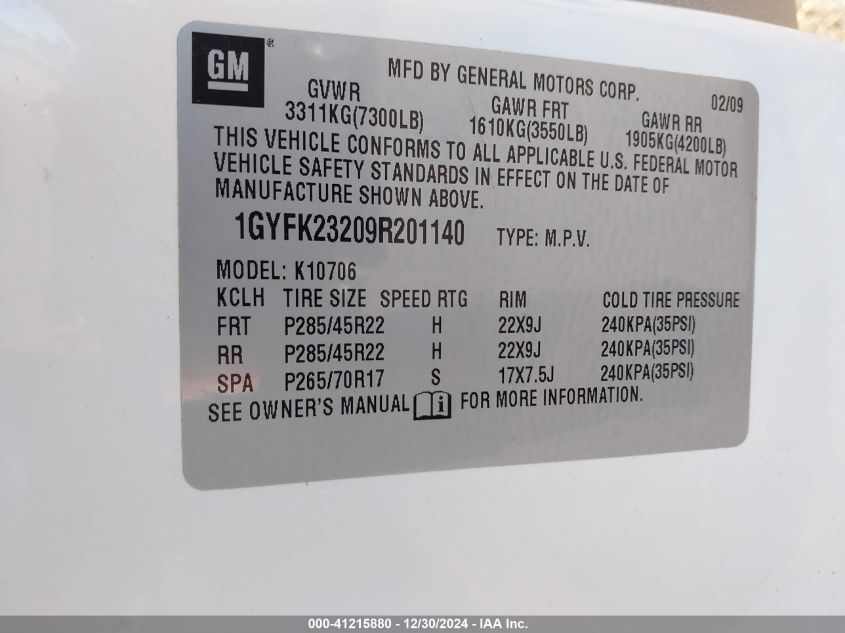 GM ®
MFD BY GENERAL MOTORS CORP. 02/09
GVWR GAWR FRT GAWR RR
3311KG(7300LB) 1610KG(3550LB) 1905KG(4200LB)
THIS VEHICLE CONFORMS TO ALL APPLICABLE U.S. FEDERAL MOTOR
VEHICLE SAFETY STANDARDS IN EFFECT ON THE DATE OF
MANUFACTURE SHOWN ABOVE.
1GYFK23209R201140 TYPE: M.P.V.
MODEL: K10706
KCLH TIRE SIZE SPEED RTG RIM COLD TIRE PRESSURE
FRT P285/45R22 H 22X9J 240KPA(35PSI)
RR P285/45R22 H 22X9J 240KPA(35PSI)
SPA P265/70R17 S 17X7.5J 240KPA(35PSI)
SEE OWNER'S MANUAL i FOR MORE INFORMATION.
000-41215880 - 12/30/2024 - IEA Inc.